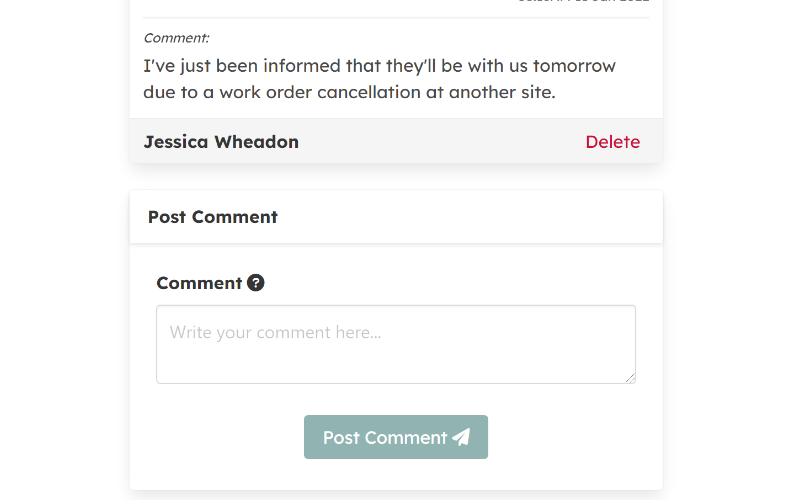 Comment:
I've just been informed that they'll be with us tomorrow
due to a work order cancellation at another site.
Jessica Wheadon
Delete
Post Comment
Comment ?
Write your comment here...
Post Comment